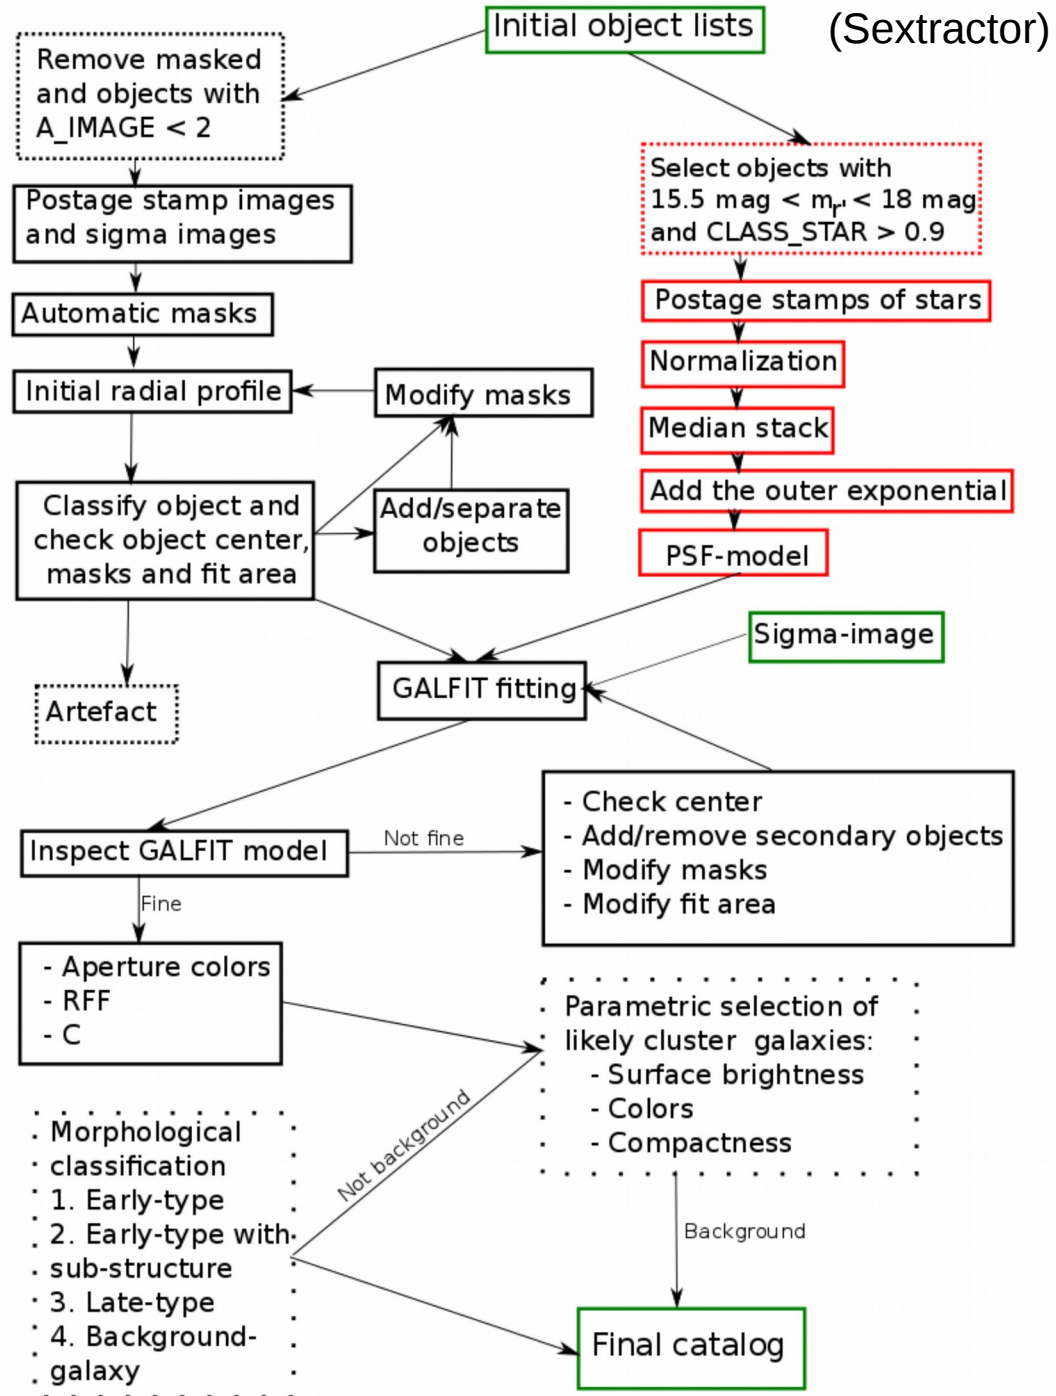 Initial object lists
(Sextractor)
Remove masked
and objects with
A_IMAGE < 2
Postage stamp images
and sigma images
Automatic masks
Initial radial profile
Modify masks
Classify object and
check object center,
masks and fit area
Add/separate
objects
Artefact
Select objects with
15.5 mag < mr' < 18 mag
and CLASS_STAR > 0.9
Postage stamps of stars
Normalization
Median stack
Add the outer exponential
PSF-model
Sigma-image
GALFIT fitting
Inspect GALFIT model
Not fine
- Check center
- Add/remove secondary objects
- Modify masks
- Modify fit area
Fine
- Aperture colors
- RFF
- C
Parametric selection of
likely cluster galaxies:
- Surface brightness
- Colors
- Compactness
Not background
Morphological
classification
1. Early-type
2. Early-type with
sub-structure
3. Late-type
4. Background-
galaxy
Background
Final catalog